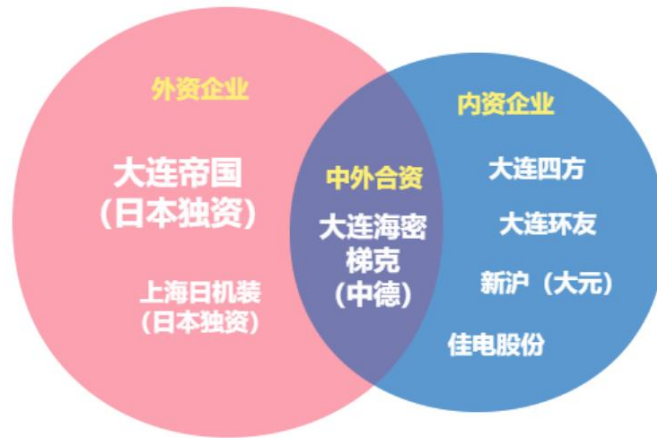 外资企业
大连帝国
（日本独资）
上海日机装
（日本独资）
中外合资
大连海密
梯克
（中德）
内资企业
大连四方
大连环友
新沪（大元）
佳电股份